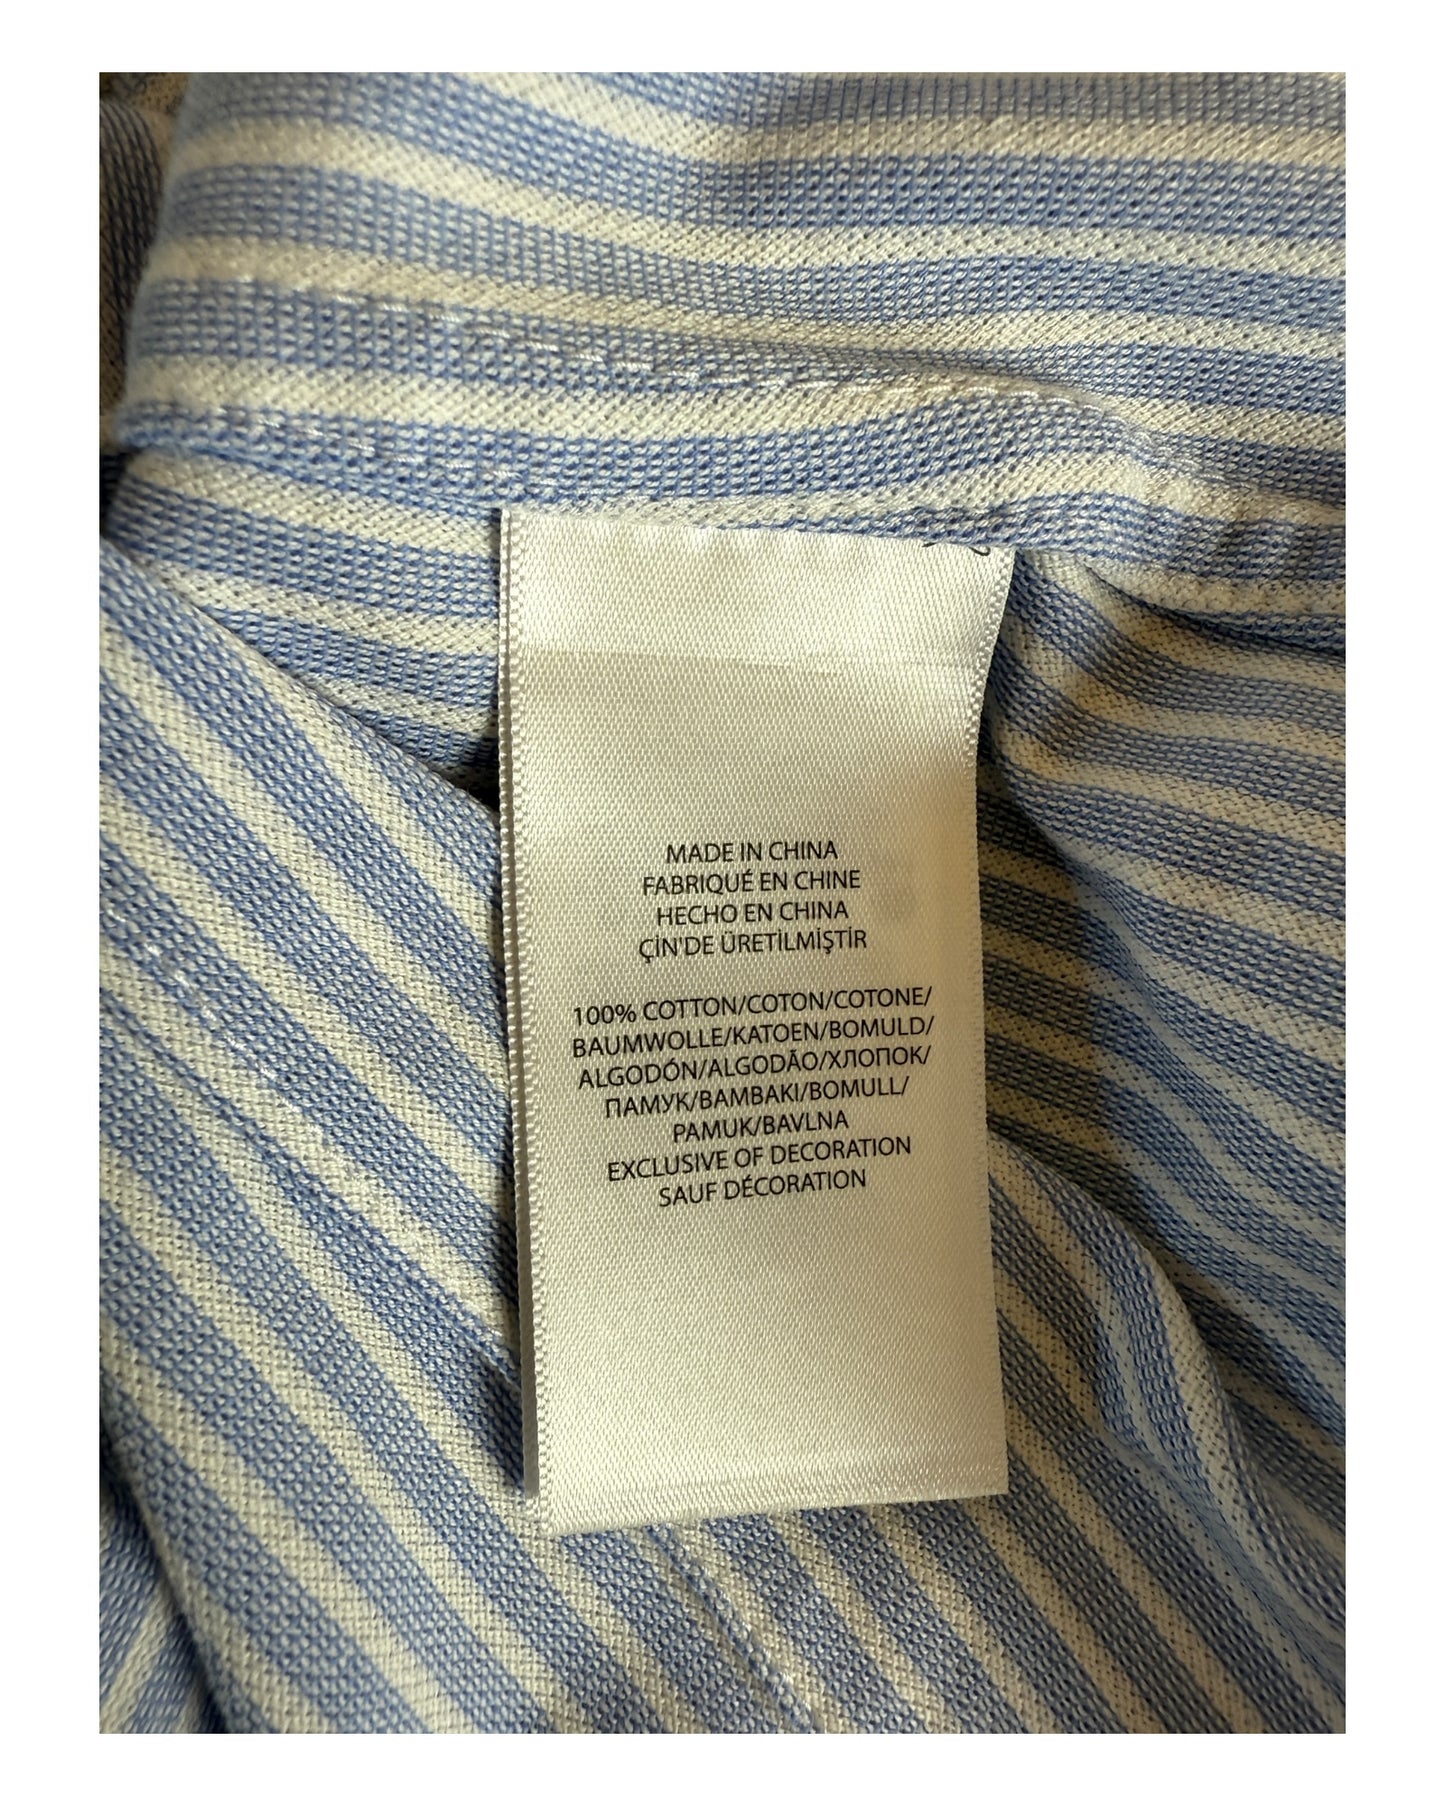 MADE IN CHINA
FABRIQUÉ EN CHINE
HECHO EN CHINA
ÇİN'DE ÜRETİLMİŞTİR
100% COTTON/COTON/COTONE/
BAUMWOLLE/KATOEN/BOMULD/
ALGODÓN/ALGODÃO/ХЛОПОК/
ПАМУК/BAMBAKI/BOMULL/
PAMUK/BAVLNA
EXCLUSIVE OF DECORATION
SAUF DÉCORATION